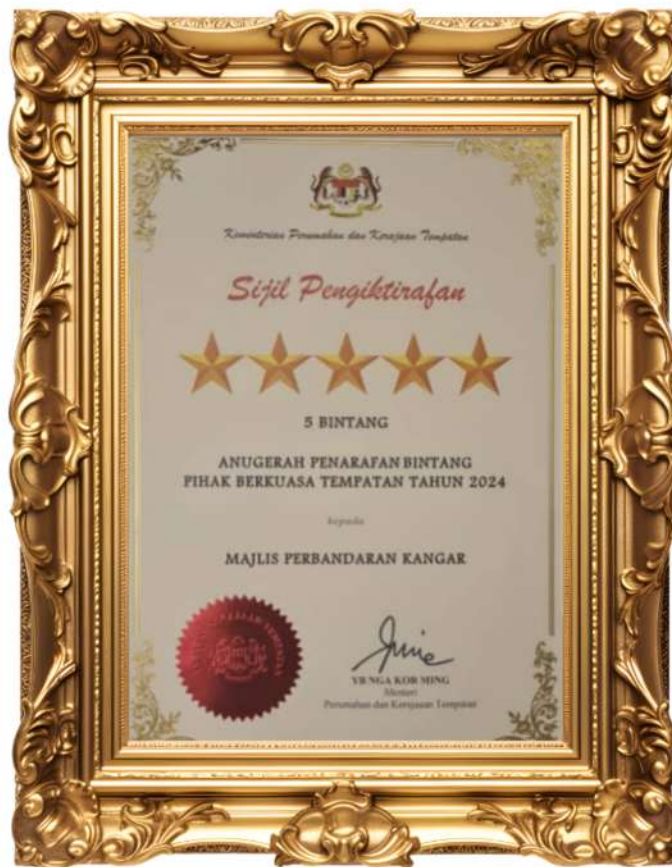 Kementerian Perumahan dan Kerajaan Tempatan
Sijil Pengiktirafan
5 BINTANG
ANUGERAH PENARAFAN BINTANG
PIHAK BERKUASA TEMPATAN TAHUN 2024
kepada
MAJLIS PERBANDARAN KANGAR
YB NGA KOR MING
Menteri
Perumahan dan Kerajaan Tempatan